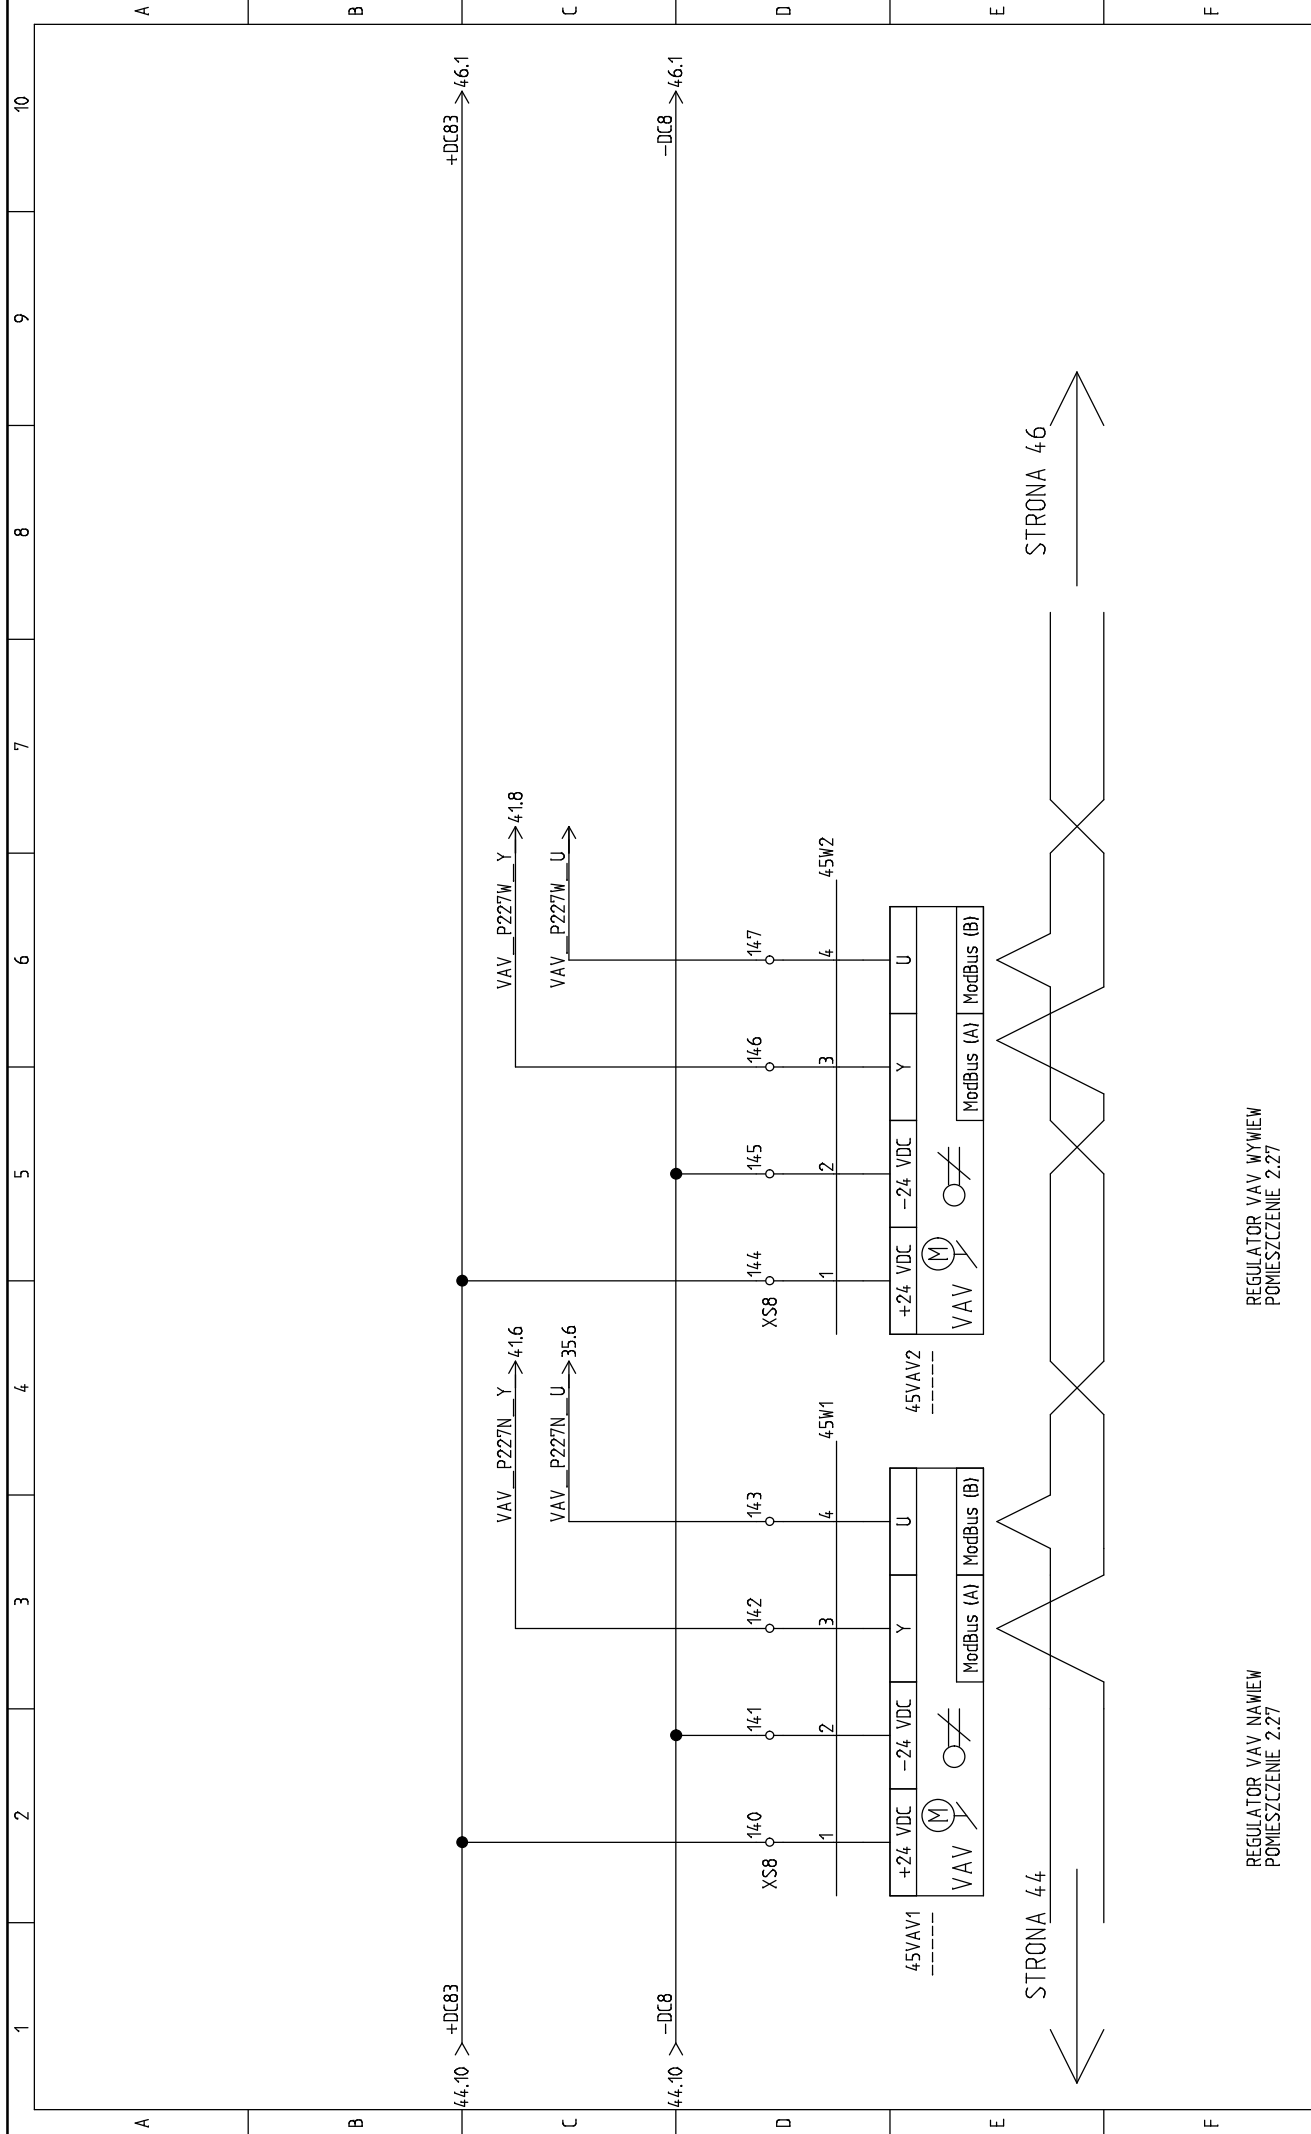 1 2 3 4 5 6 7 8 9 10
A A
B B
44.10 +DC83 +DC83 46.1
VAV_P227N_Y 41.6 VAV_P227W_Y 41.8
C C
VAV_P227N_U 35.6 VAV_P227W_U
44.10 -DC8 -DC8 46.1
140 141 142 143 144 145 146 147
XS8 XS8
D D
1 2 3 4 45W1 1 2 3 4 45W2
45VAV1 +24 VDC -24 VDC Y U 45VAV2 +24 VDC -24 VDC Y U
M M
VAV VAV
ModBus (A) ModBus (B) ModBus (A) ModBus (B)
E E
STRONA 44 STRONA 46
F F
REGULATOR VAV NAWIEW
POMIESZCZENIE 2.27
REGULATOR VAV WYWIEW
POMIESZCZENIE 2.27